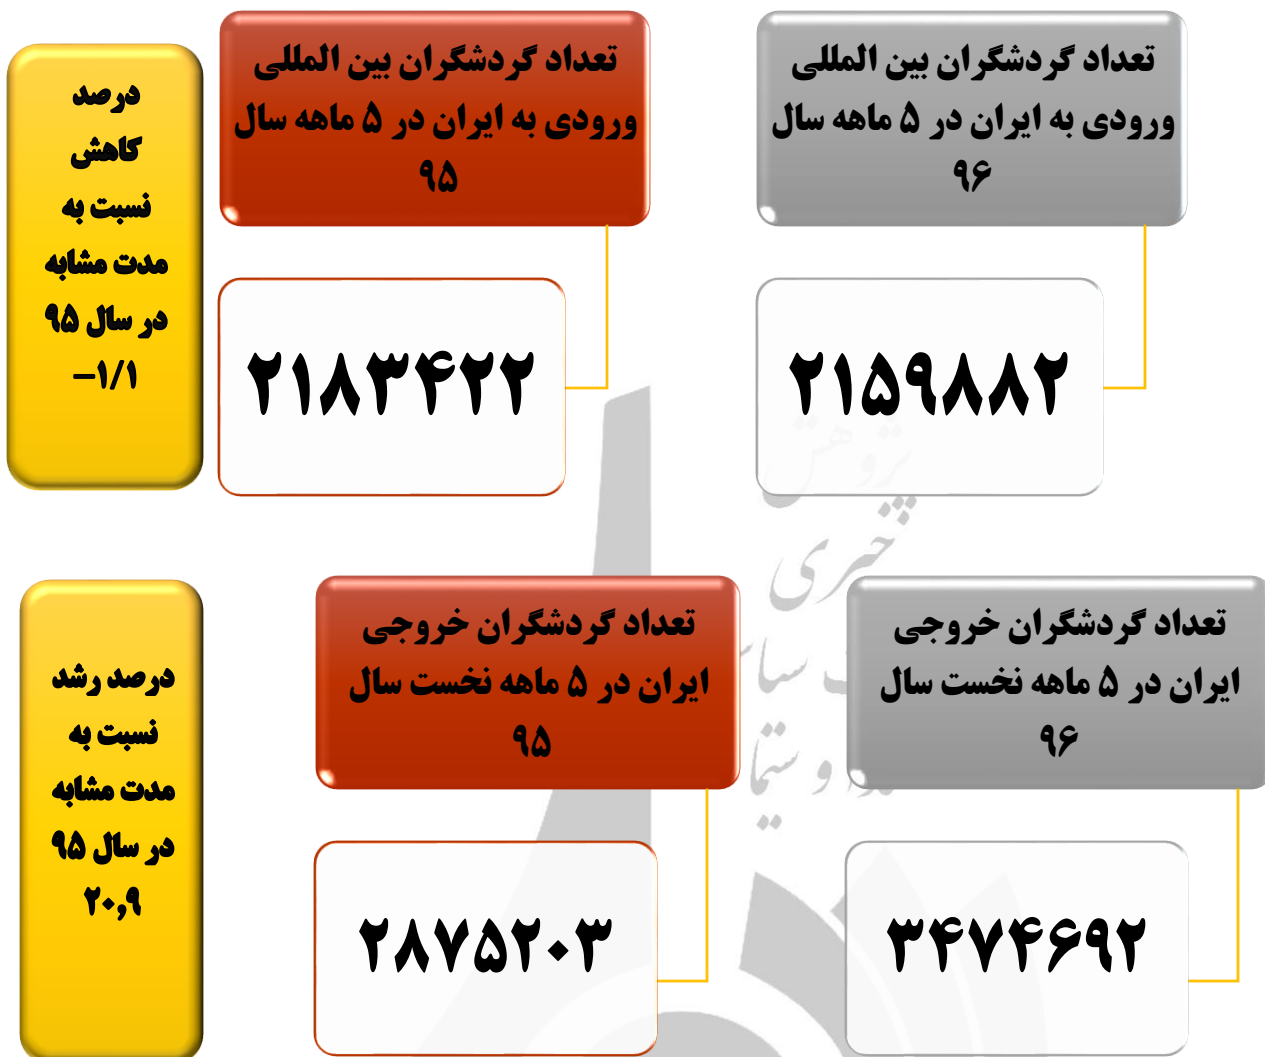 تعداد گردشگران بین المللی
ورودی به ایران در ۵ ماهه سال
۹۶
۲۱۵۹۸۸۲
تعداد گردشگران بین المللی
ورودی به ایران در ۵ ماهه سال
۹۵
۲۱۸۳۴۲۲
درصد
کاهش
نسبت به
مدت مشابه
در سال ۹۵
۱/۱−
تعداد گردشگران خروجی
ایران در ۵ ماهه نخست سال
۹۶
۳۴۷۴۶۹۲
تعداد گردشگران خروجی
ایران در ۵ ماهه نخست سال
۹۵
۲۸۷۵۲۰۳
درصد رشد
نسبت به
مدت مشابه
در سال ۹۵
۲۰,۹
پژوهش
خبری
و سیما